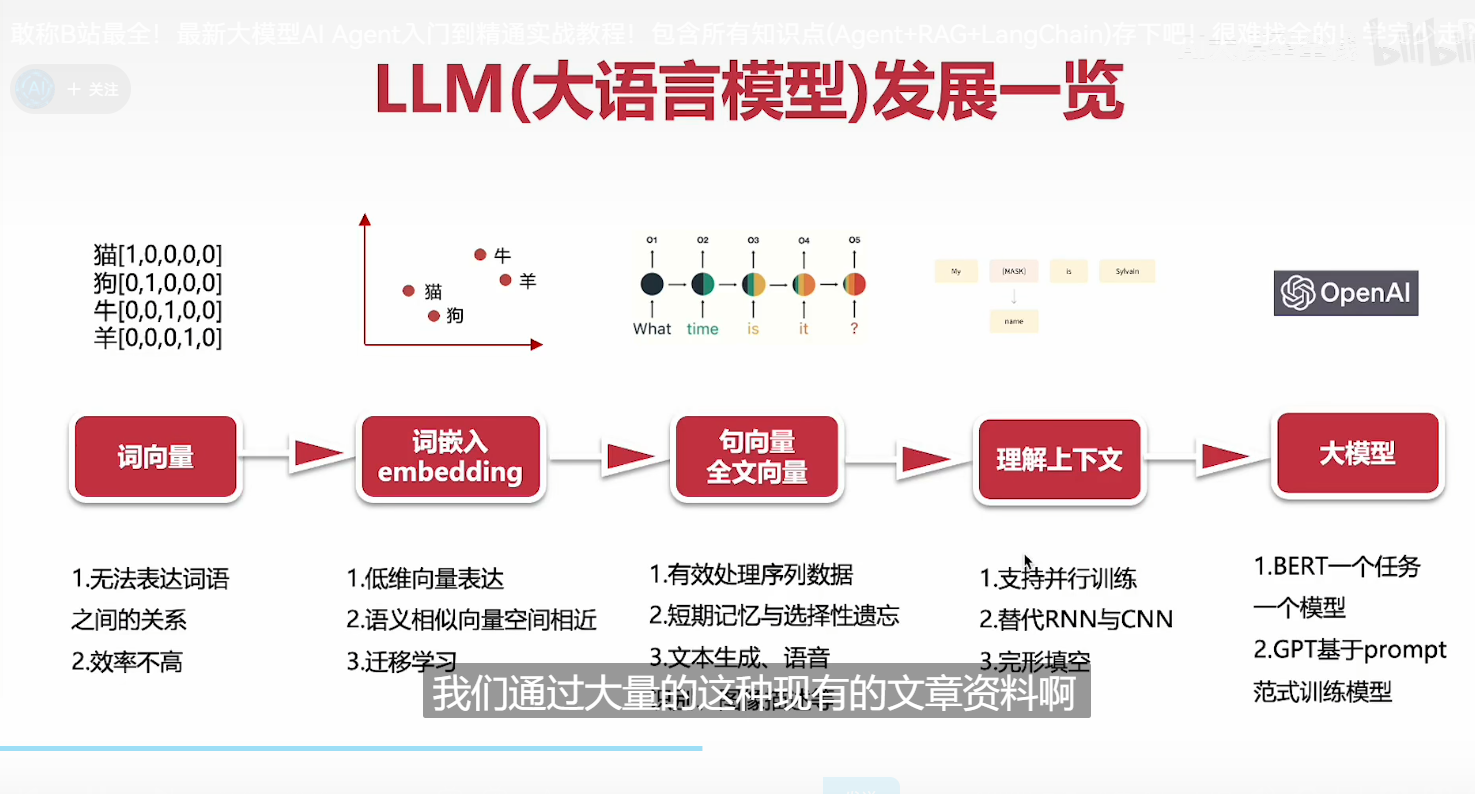 敢称B站最全！最新大模型AI Agent入门到精通实战教程！包含所有知识点(Agent+RAG+LangChain)存下吧！很难找全的！学完少走
bilibili
AI
+ 关注
LLM(大语言模型)发展一览
猫[1,0,0,0,0]
狗[0,1,0,0,0]
牛[0,0,1,0,0]
羊[0,0,0,1,0]
牛
羊
猫
狗
O1 O2 O3 O4 O5
What time is it ?
My [MASK] is Sylvain
name
OpenAI
词向量
词嵌入
embedding
句向量
全文向量
理解上下文
大模型
1.无法表达词语
之间的关系
2.效率不高
1.低维向量表达
2.语义相似向量空间相近
3.迁移学习
1.有效处理序列数据
2.短期记忆与选择性遗忘
3.文本生成、语音
1.支持并行训练
2.替代RNN与CNN
3.完形填空
1.BERT一个任务
一个模型
2.GPT基于prompt
范式训练模型
我们通过大量的这种现有的文章资料啊